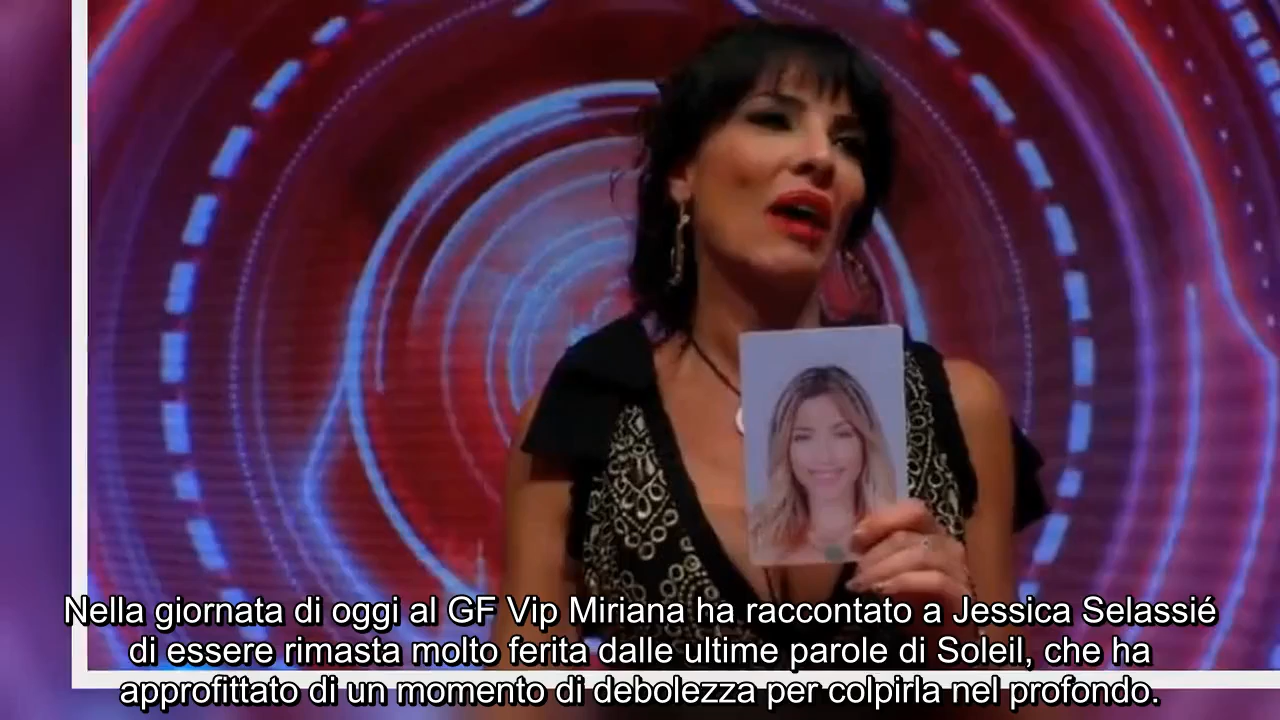 Nella giornata di oggi al GF Vip Miriana ha raccontato a Jessica Selassié
di essere rimasta molto ferita dalle ultime parole di Soleil, che ha
approfittato di un momento di debolezza per colpirla nel profondo.